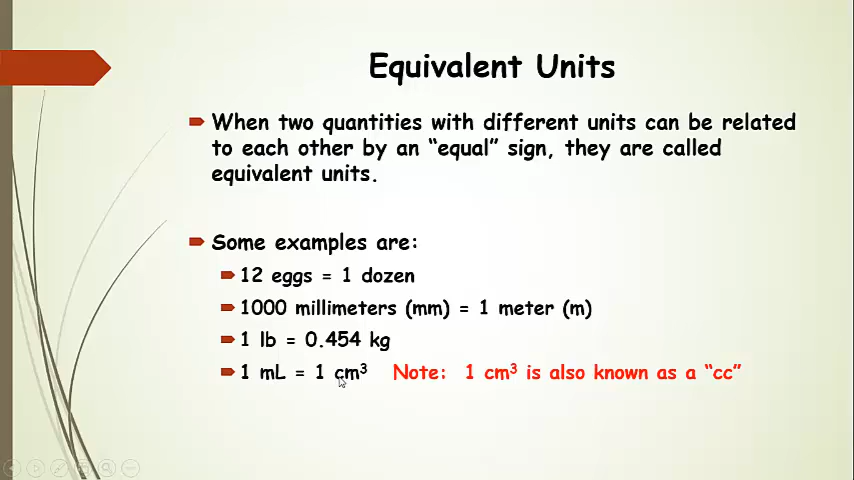 Equivalent Units
When two quantities with different units can be related
to each other by an “equal” sign, they are called
equivalent units.
Some examples are:
12 eggs = 1 dozen
1000 millimeters (mm) = 1 meter (m)
1 lb = 0.454 kg
1 mL = 1 cm³ Note: 1 cm³ is also known as a “cc”